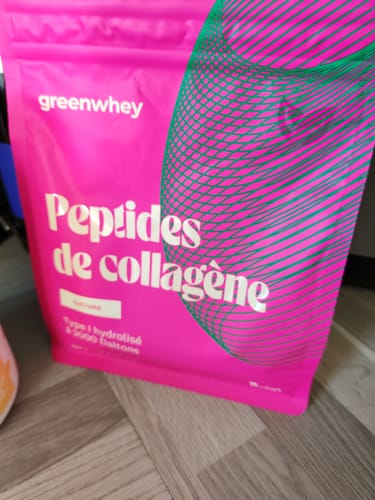 greenwhey
Peptides
de collagène
NATURE
Type I hydrolisé
à 2000 Daltons